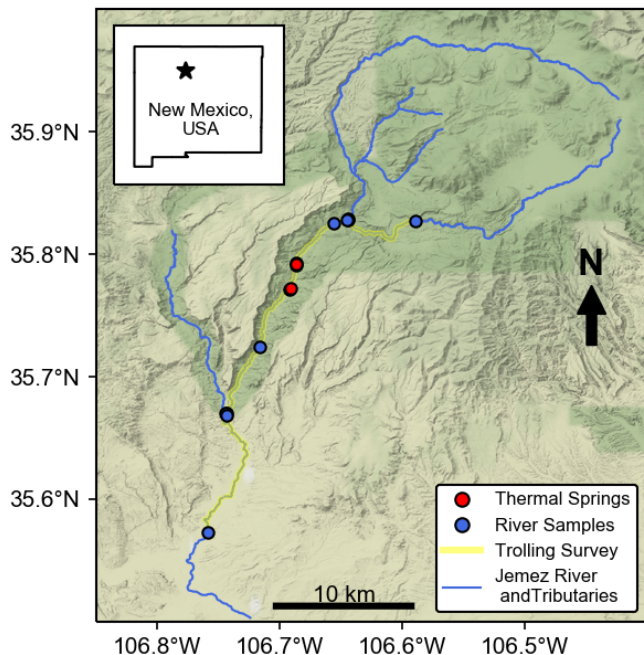 New Mexico,
USA
35.9°N
35.8°N
N
35.7°N
35.6°N
Thermal Springs
River Samples
Trolling Survey
Jemez River
andTributaries
10 km
106.8°W
106.7°W
106.6°W
106.5°W